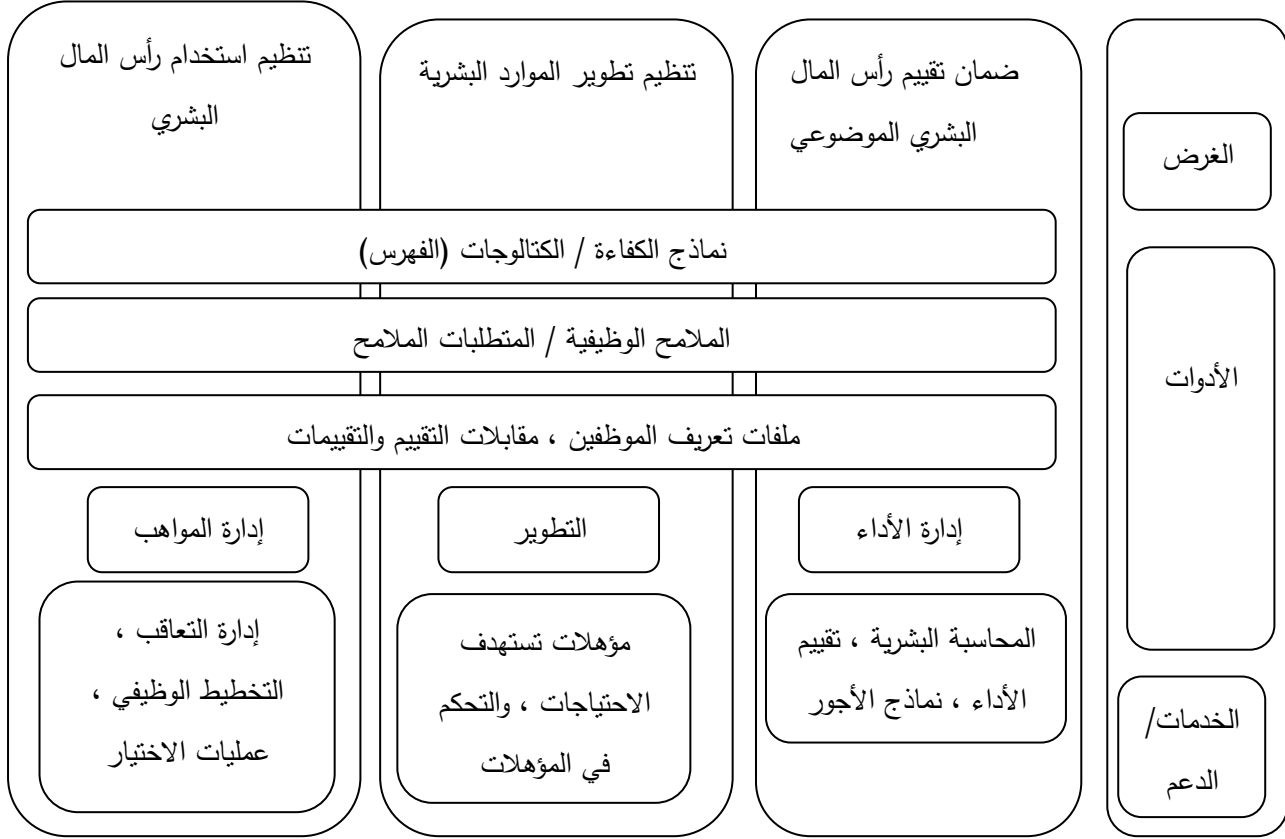 الغرض
ضمان تقييم رأس المال
البشري الموضوعي
تنظيم تطوير الموارد البشرية
تنظيم استخدام رأس المال
البشري
الأدوات
نماذج الكفاءة / الكتالوجات (الفهرس)
الملامح الوظيفية / المتطلبات الملامح
ملفات تعريف الموظفين ، مقابلات التقييم والتقييمات
إدارة الأداء
التطوير
إدارة المواهب
الخدمات/
الدعم
المحاسبة البشرية ، تقييم
الأداء ، نماذج الأجور
مؤهلات تستهدف
الاحتياجات ، والتحكم
في المؤهلات
إدارة التعاقب ،
التخطيط الوظيفي ،
عمليات الاختيار